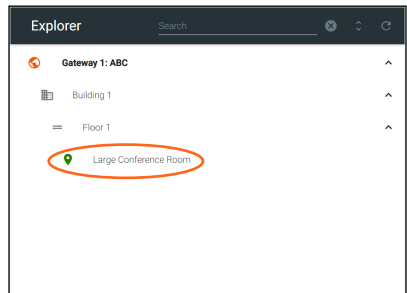 Explorer
Search
Gateway 1: ABC
Building 1
Floor 1
Large Conference Room